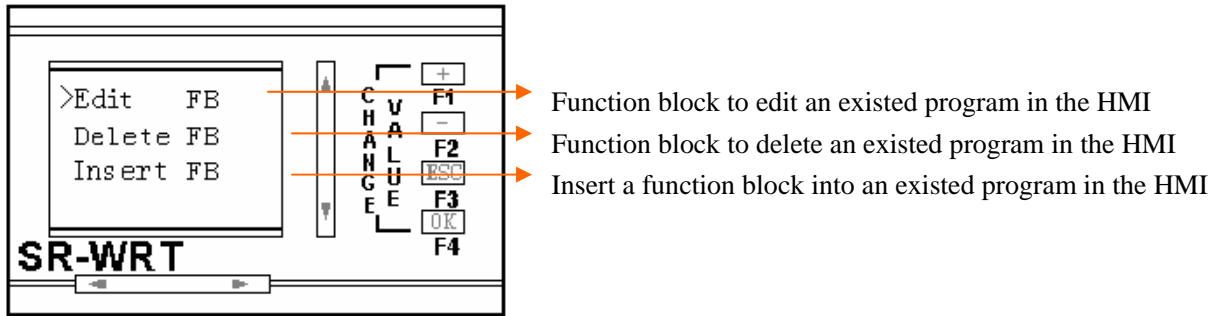 >Edit FB
Delete FB
Insert FB
CHANGE
VALUE
+
F1
-
F2
ESC
F3
OK
F4
SR-WRT
Function block to edit an existed program in the HMI
Function block to delete an existed program in the HMI
Insert a function block into an existed program in the HMI